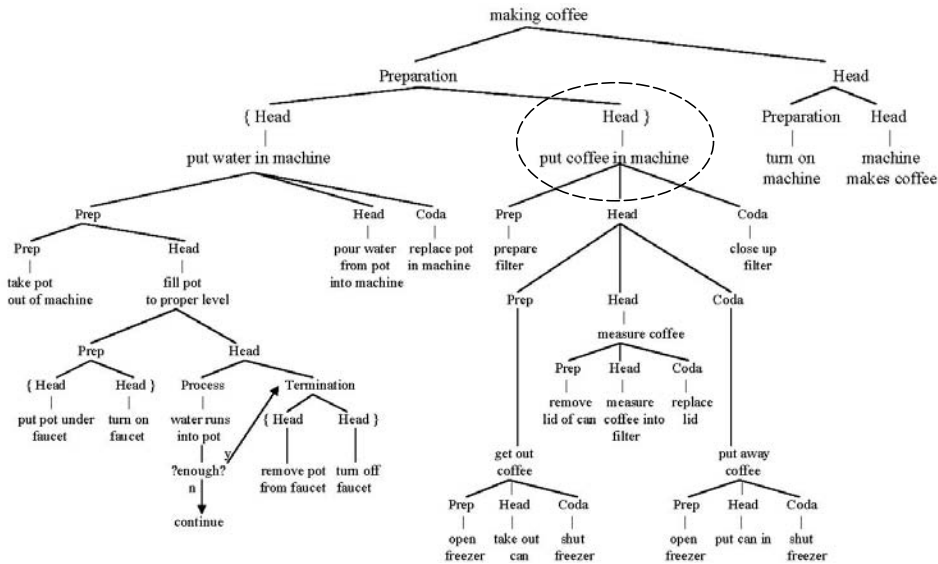 making coffee
Preparation
Head
{ Head
Head }
Preparation
Head
put water in machine
put coffee in machine
turn on
machine
machine
makes coffee
Prep
Head
Coda
Prep
Head
Coda
Prep
Head
pour water
from pot
into machine
replace pot
in machine
prepare
filter
close up
filter
take pot
out of machine
fill pot
to proper level
Prep
Head
Coda
measure coffee
Prep
Head
{ Head
Head }
Process
Termination
Prep
Head
Coda
put pot under
faucet
turn on
faucet
water runs
into pot
{ Head
Head }
remove
lid of can
measure
coffee into
filter
replace
lid
y
?enough?
n
remove pot
from faucet
turn off
faucet
get out
coffee
put away
coffee
continue
Prep
Head
Coda
Prep
Head
Coda
open
freezer
take out
can
shut
freezer
open
freezer
put can in
shut
freezer